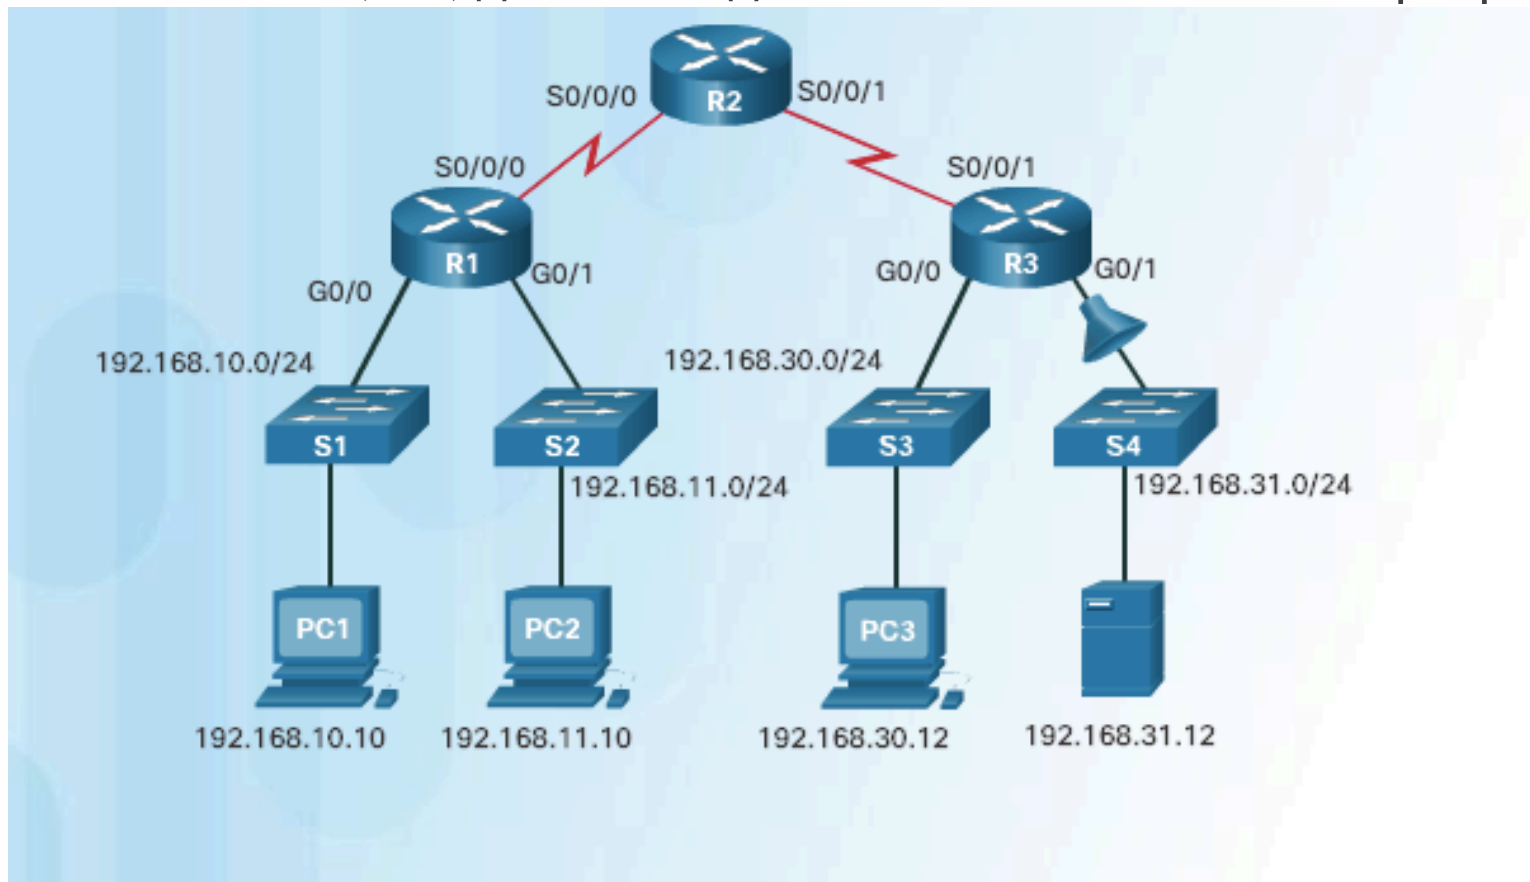 R2
S0/0/0
S0/0/1
S0/0/0
S0/0/1
R1
R3
G0/0
G0/1
G0/0
G0/1
192.168.10.0/24
192.168.30.0/24
S1
S2
S3
S4
192.168.11.0/24
192.168.31.0/24
PC1
PC2
PC3
192.168.10.10
192.168.11.10
192.168.30.12
192.168.31.12